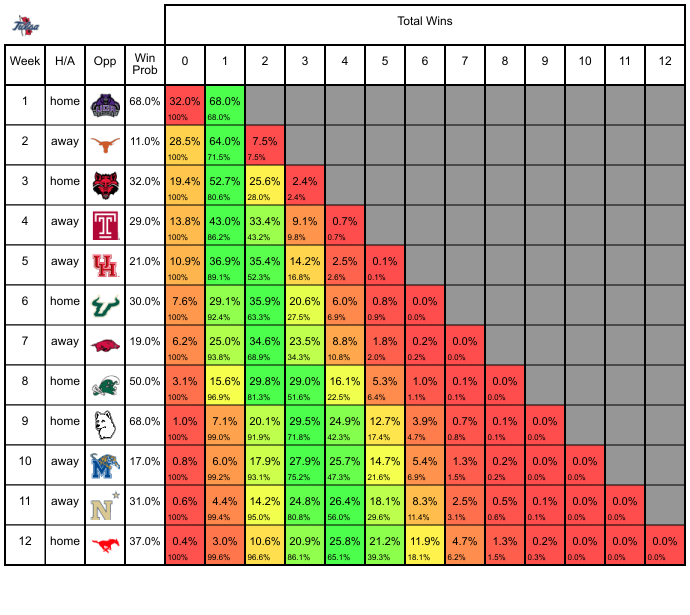 Tulsa
Total Wins
Week H/A Opp Win Prob 0 1 2 3 4 5 6 7 8 9 10 11 12
1 home 68.0% 32.0% 68.0%
100% 68.0%
2 away 11.0% 28.5% 64.0% 7.5%
100% 71.5% 7.5%
3 home 32.0% 19.4% 52.7% 25.6% 2.4%
100% 80.6% 28.0% 2.4%
4 away T 29.0% 13.8% 43.0% 33.4% 9.1% 0.7%
100% 86.2% 43.2% 9.8% 0.7%
5 away UH 21.0% 10.9% 36.9% 35.4% 14.2% 2.5% 0.1%
100% 89.1% 52.3% 16.8% 2.6% 0.1%
6 home 30.0% 7.6% 29.1% 35.9% 20.6% 6.0% 0.8% 0.0%
100% 92.4% 63.3% 27.5% 6.9% 0.9% 0.0%
7 away 19.0% 6.2% 25.0% 34.6% 23.5% 8.8% 1.8% 0.2% 0.0%
100% 93.8% 68.9% 34.3% 10.8% 2.0% 0.2% 0.0%
8 home 50.0% 3.1% 15.6% 29.8% 29.0% 16.1% 5.3% 1.0% 0.1% 0.0%
100% 96.9% 81.3% 51.6% 22.5% 6.4% 1.1% 0.1% 0.0%
9 home 68.0% 1.0% 7.1% 20.1% 29.5% 24.9% 12.7% 3.9% 0.7% 0.1% 0.0%
100% 99.0% 91.9% 71.8% 42.3% 17.4% 4.7% 0.8% 0.1% 0.0%
10 away M 17.0% 0.8% 6.0% 17.9% 27.9% 25.7% 14.7% 5.4% 1.3% 0.2% 0.0% 0.0%
100% 99.2% 93.1% 75.2% 47.3% 21.6% 6.9% 1.5% 0.2% 0.0% 0.0%
11 away N 31.0% 0.6% 4.4% 14.2% 24.8% 26.4% 18.1% 8.3% 2.5% 0.5% 0.1% 0.0% 0.0%
100% 99.4% 95.0% 80.8% 56.0% 29.6% 11.4% 3.1% 0.6% 0.1% 0.0% 0.0%
12 home 37.0% 0.4% 3.0% 10.6% 20.9% 25.8% 21.2% 11.9% 4.7% 1.3% 0.2% 0.0% 0.0% 0.0%
100% 99.6% 96.6% 86.1% 65.1% 39.3% 18.1% 6.2% 1.5% 0.3% 0.0% 0.0% 0.0%